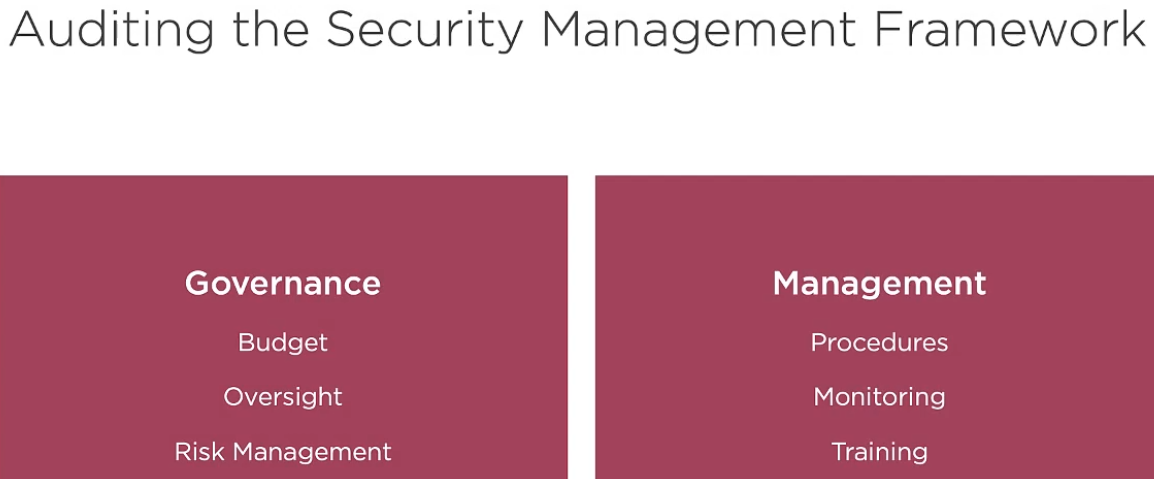 Auditing the Security Management Framework
Governance
Budget
Oversight
Risk Management
Management
Procedures
Monitoring
Training